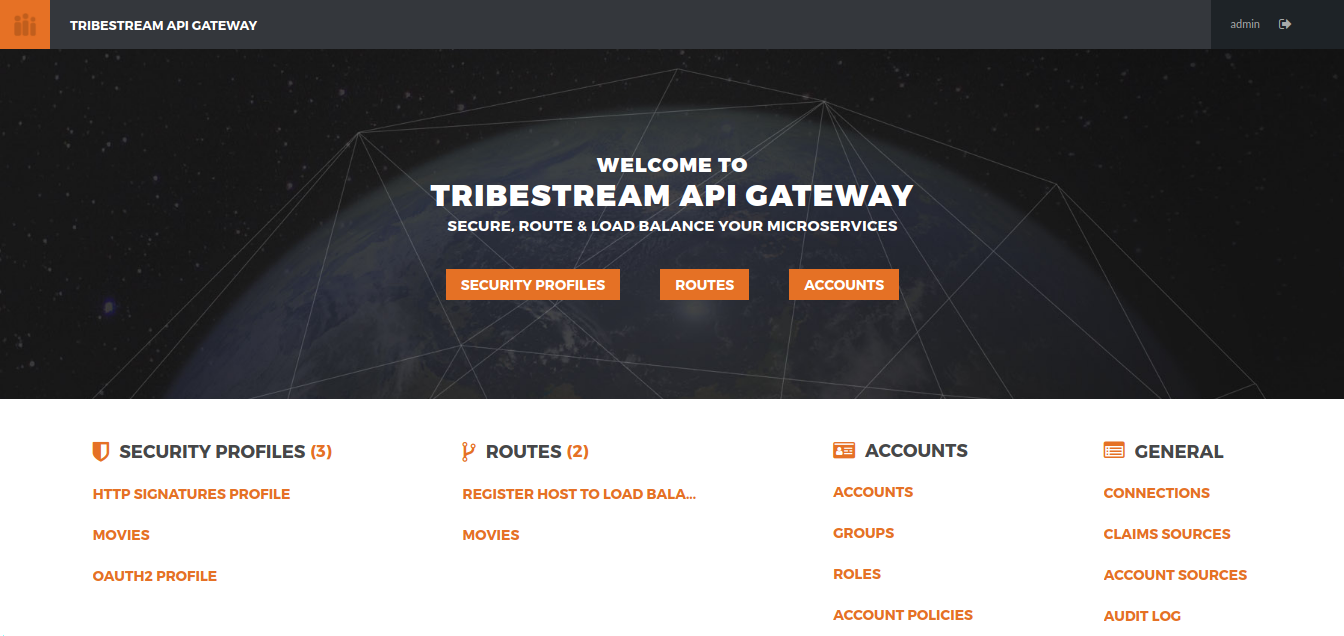 TRIBESTREAM API GATEWAY
admin
WELCOME TO
TRIBESTREAM API GATEWAY
SECURE, ROUTE & LOAD BALANCE YOUR MICROSERVICES
SECURITY PROFILES
ROUTES
ACCOUNTS
SECURITY PROFILES (3)
HTTP SIGNATURES PROFILE
MOVIES
OAUTH2 PROFILE
ROUTES (2)
REGISTER HOST TO LOAD BALA...
MOVIES
ACCOUNTS
ACCOUNTS
GROUPS
ROLES
ACCOUNT POLICIES
GENERAL
CONNECTIONS
CLAIMS SOURCES
ACCOUNT SOURCES
AUDIT LOG